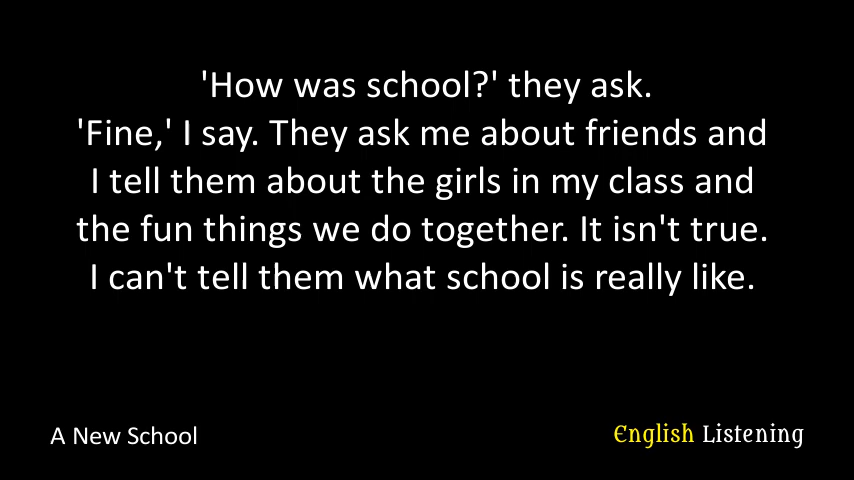 'How was school?' they ask.
'Fine,' I say. They ask me about friends and
I tell them about the girls in my class and
the fun things we do together. It isn't true.
I can't tell them what school is really like.
A New School
English Listening